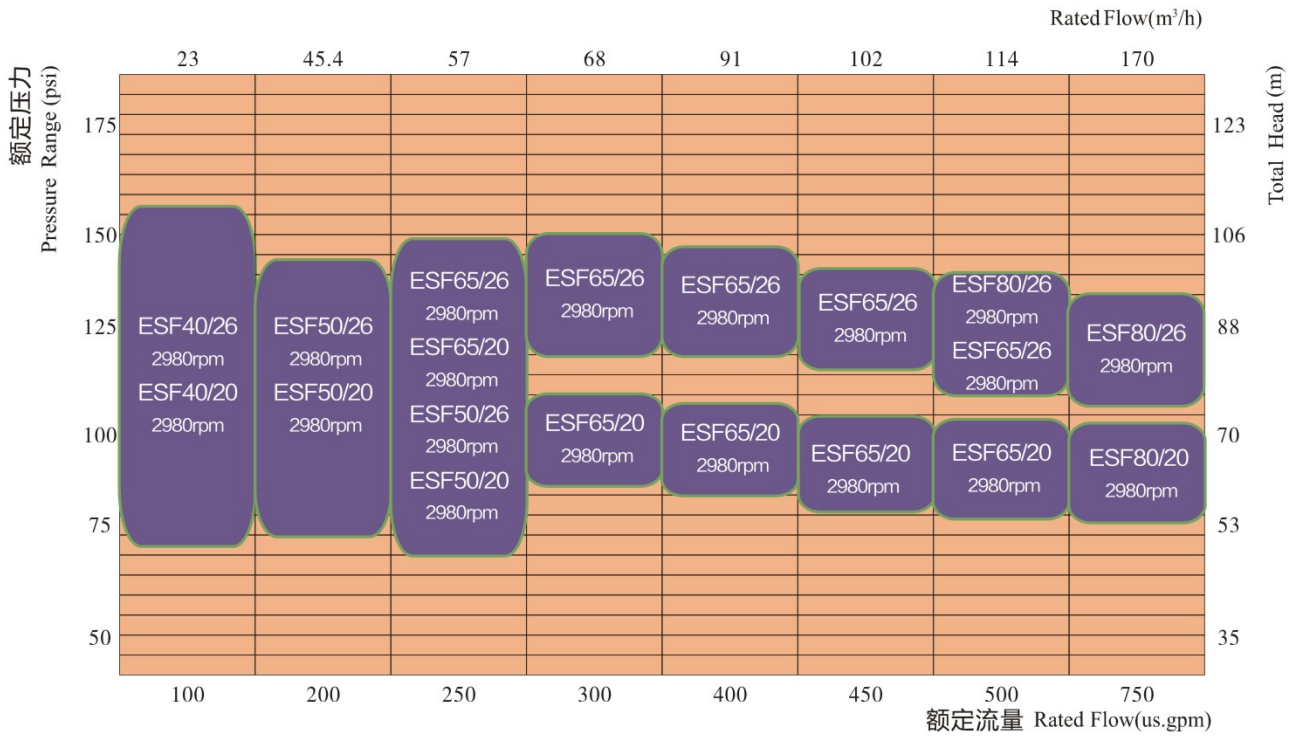 Rated Flow(m³/h)
23 45.4 57 68 91 102 114 170
额定压力
Pressure Range (psi)
175
150
125
100
75
50
123
106
88
70
53
35
Total Head (m)
ESF40/26
2980rpm
ESF40/20
2980rpm
ESF50/26
2980rpm
ESF50/20
2980rpm
ESF65/26
2980rpm
ESF65/20
2980rpm
ESF50/26
2980rpm
ESF50/20
2980rpm
ESF65/26
2980rpm
ESF65/20
2980rpm
ESF65/26
2980rpm
ESF65/20
2980rpm
ESF65/26
2980rpm
ESF65/20
2980rpm
ESF80/26
2980rpm
ESF65/26
2980rpm
ESF65/20
2980rpm
ESF80/26
2980rpm
ESF80/20
2980rpm
100 200 250 300 400 450 500 750
额定流量 Rated Flow(us.gpm)